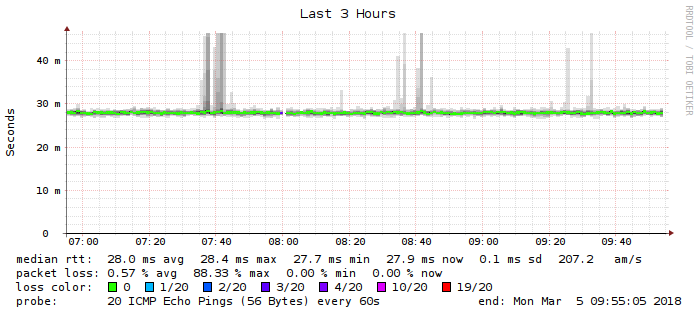 Last 3 Hours
RRDTOOL / TOBI OETIKER
Seconds
40 m
30 m
20 m
10 m
0
07:00 07:20 07:40 08:00 08:20 08:40 09:00 09:20 09:40
median rtt: 28.0 ms avg 28.4 ms max 27.7 ms min 27.9 ms now 0.1 ms sd 207.2 am/s
packet loss: 0.57 % avg 88.33 % max 0.00 % min 0.00 % now
loss color: 0 1/20 2/20 3/20 4/20 10/20 19/20
probe: 20 ICMP Echo Pings (56 Bytes) every 60s end: Mon Mar 5 09:55:05 2018